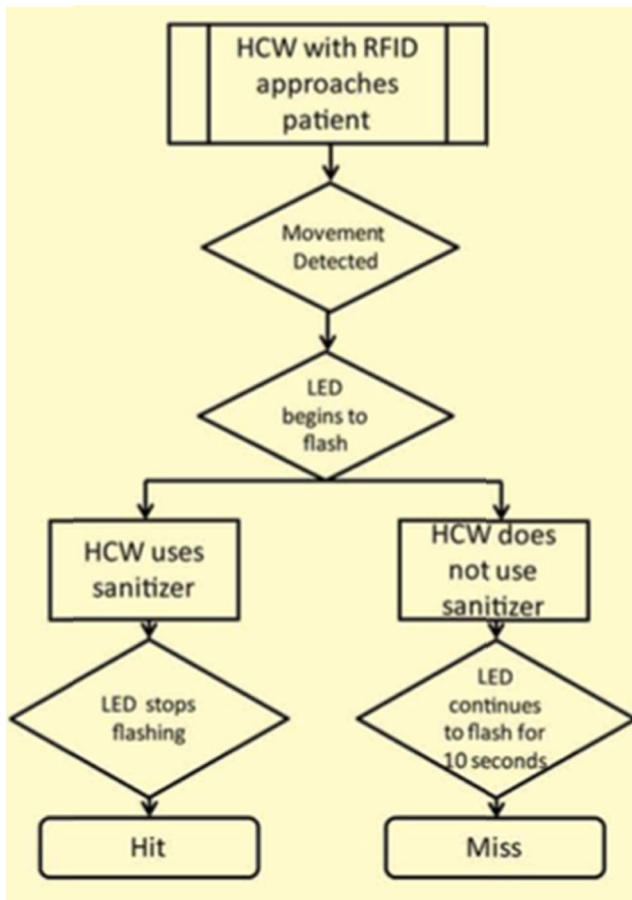 HCW with RFID
approaches
patient
Movement
Detected
LED
begins to
flash
HCW uses
sanitizer
HCW does
not use
sanitizer
LED stops
flashing
LED
continues
to flash for
10 seconds
Hit
Miss